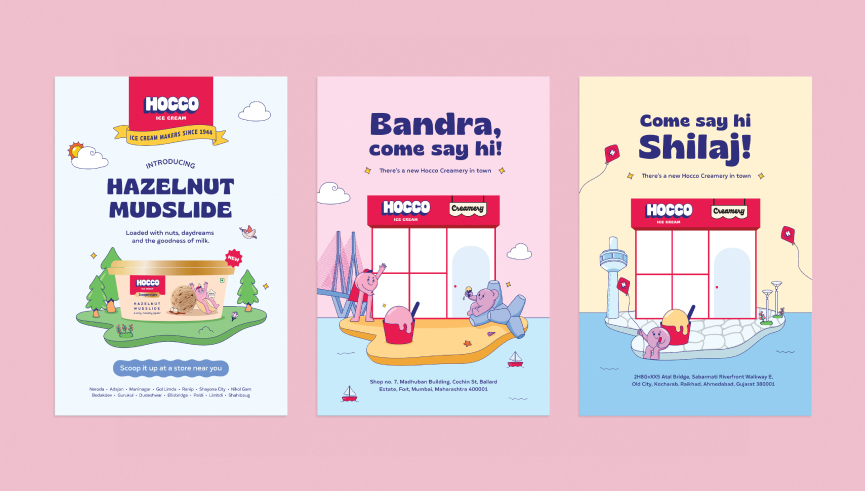 HOCCO
ICE CREAM
ICE CREAM MAKERS SINCE 1944
INTRODUCING
HAZELNUT
MUDSLIDE
Loaded with nuts, daydreams
and the goodness of milk.
NEW
HOCCO
HAZELNUT
MUDSLIDE
Scoop it up at a store near you
Naroda • Adajan • Maninagar • Gol Limda • Ranip • Shayona City • Nikol Gam
Bodakdev • Gurukul • Dudeshwar • Ellisbridge • Paldi • Limbdi • Shahibaug
Bandra,
come say hi!
There's a new Hocco Creamery in town
HOCCO
ICE CREAM
Creamery
Shop no. 7, Madhuban Building, Cochin St, Ballard
Estate, Fort, Mumbai, Maharashtra 400001
Come say hi
Shilaj!
There's a new Hocco Creamery in town
HOCCO
ICE CREAM
Creamery
2H8G+XX5 Atal Bridge, Sabarmati Riverfront Walkway E,
Old City, Kocharab, Raikhad, Ahmedabad, Gujarat 380001